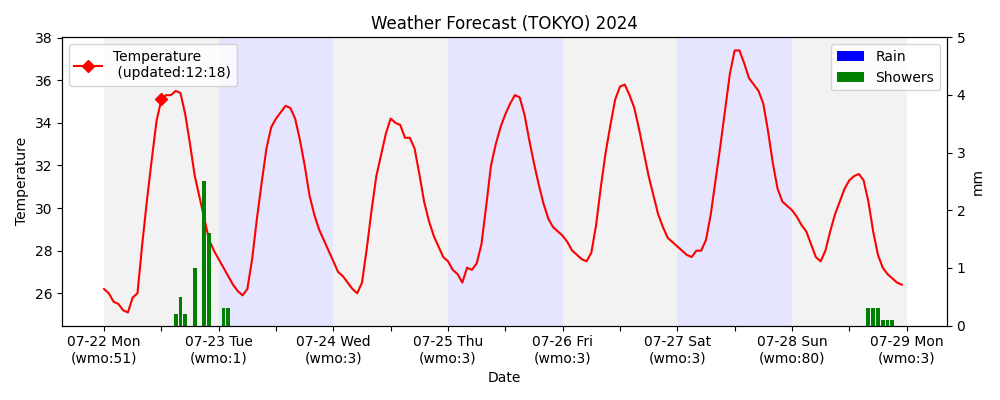 Weather Forecast (TOKYO) 2024
Temperature
(updated:12:18)
Rain
Showers
38
36
34
32
30
28
26
Temperature
5
4
3
2
1
0
mm
07-22 Mon
(wmo:51)
07-23 Tue
(wmo:1)
07-24 Wed
(wmo:3)
07-25 Thu
(wmo:3)
07-26 Fri
(wmo:3)
07-27 Sat
(wmo:3)
07-28 Sun
(wmo:80)
07-29 Mon
(wmo:3)
Date